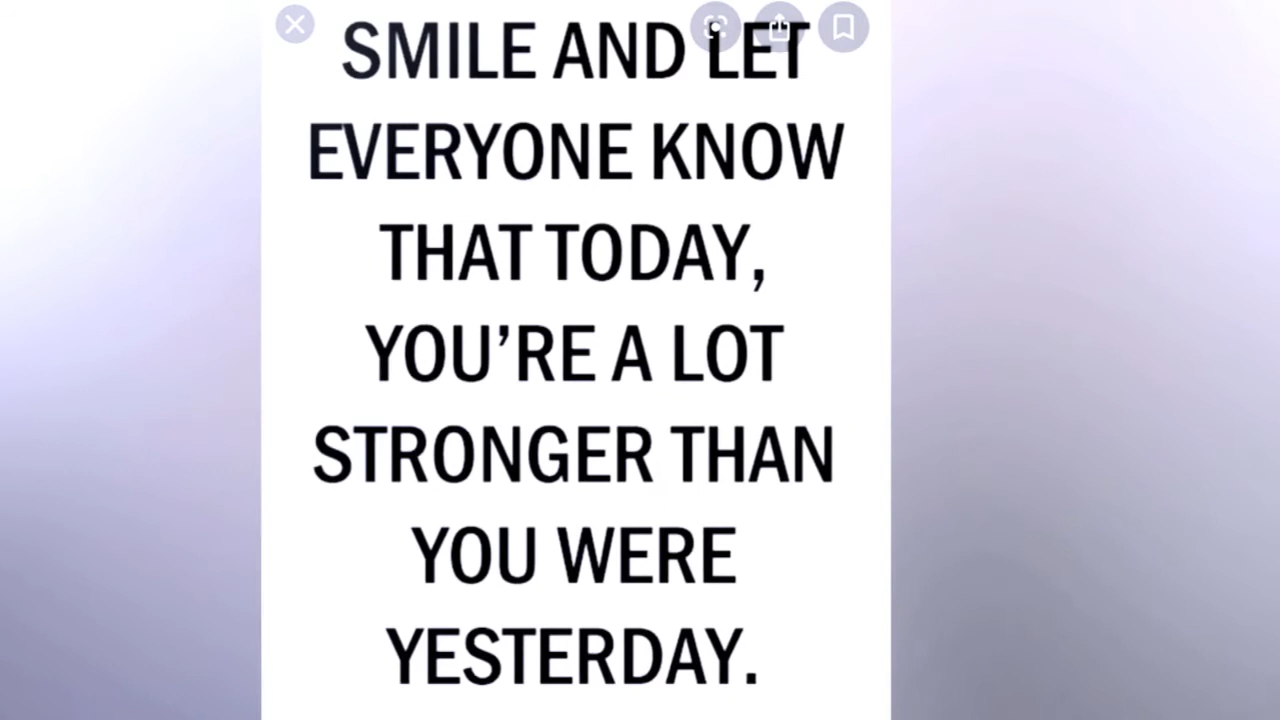 SMILE AND LET
EVERYONE KNOW
THAT TODAY,
YOU’RE A LOT
STRONGER THAN
YOU WERE
YESTERDAY.